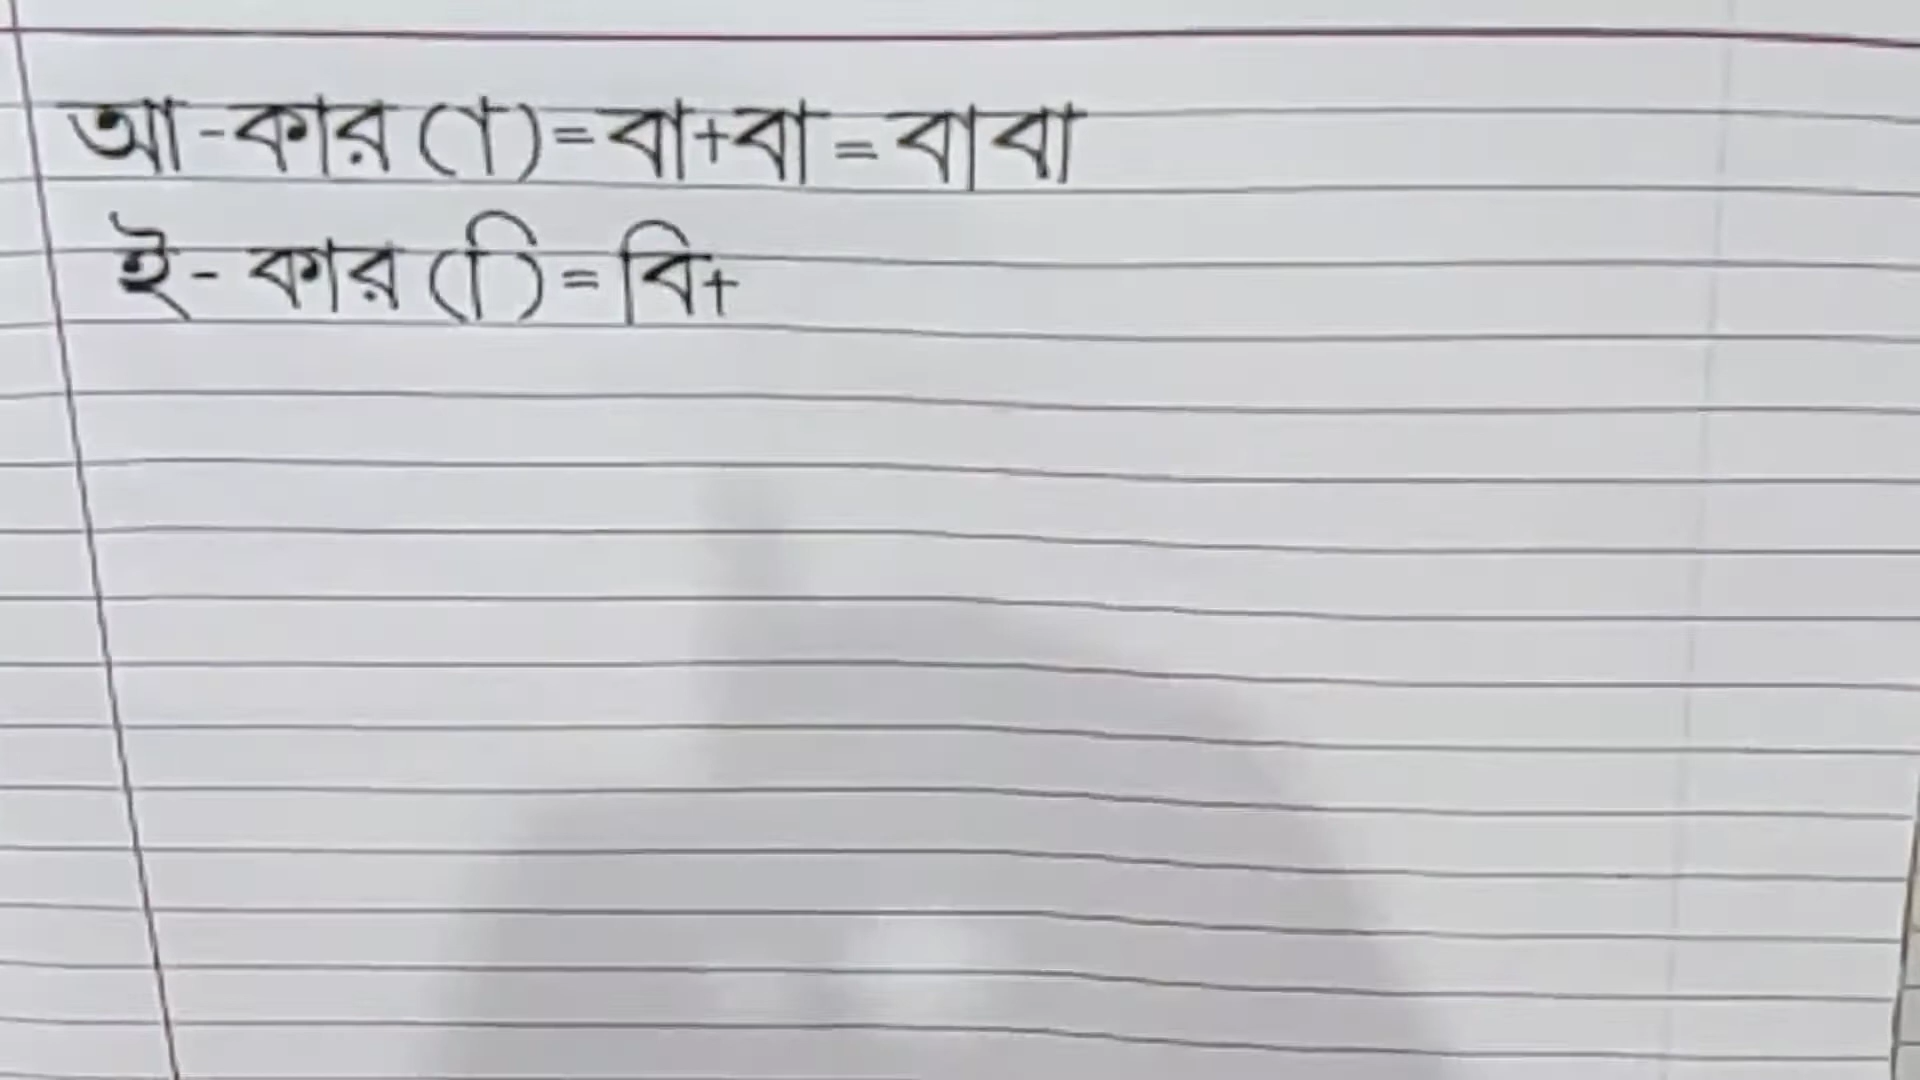 আ-কার (া)=বা+বা = বাবা
ই- কার (ি)= বি+